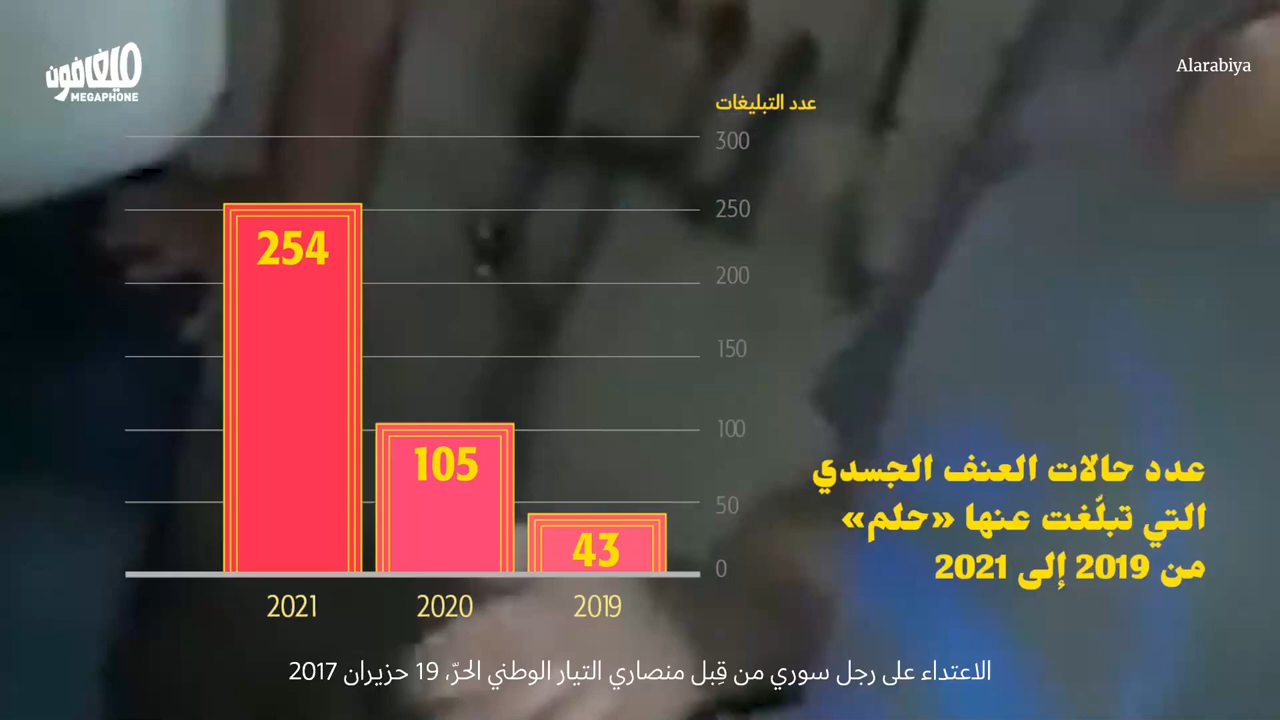 ميغافون
MEGAPHONE
Alarabiya
عدد التبليغات
300
250
200
150
100
50
0
254
105
43
2021
2020
2019
عدد حالات العنف الجسدي
التي تبلّغت عنها «حلم»
من 2019 إلى 2021
الاعتداء على رجل سوري من قِبل منصاري التيار الوطني الحرّ، 19 حزيران 2017